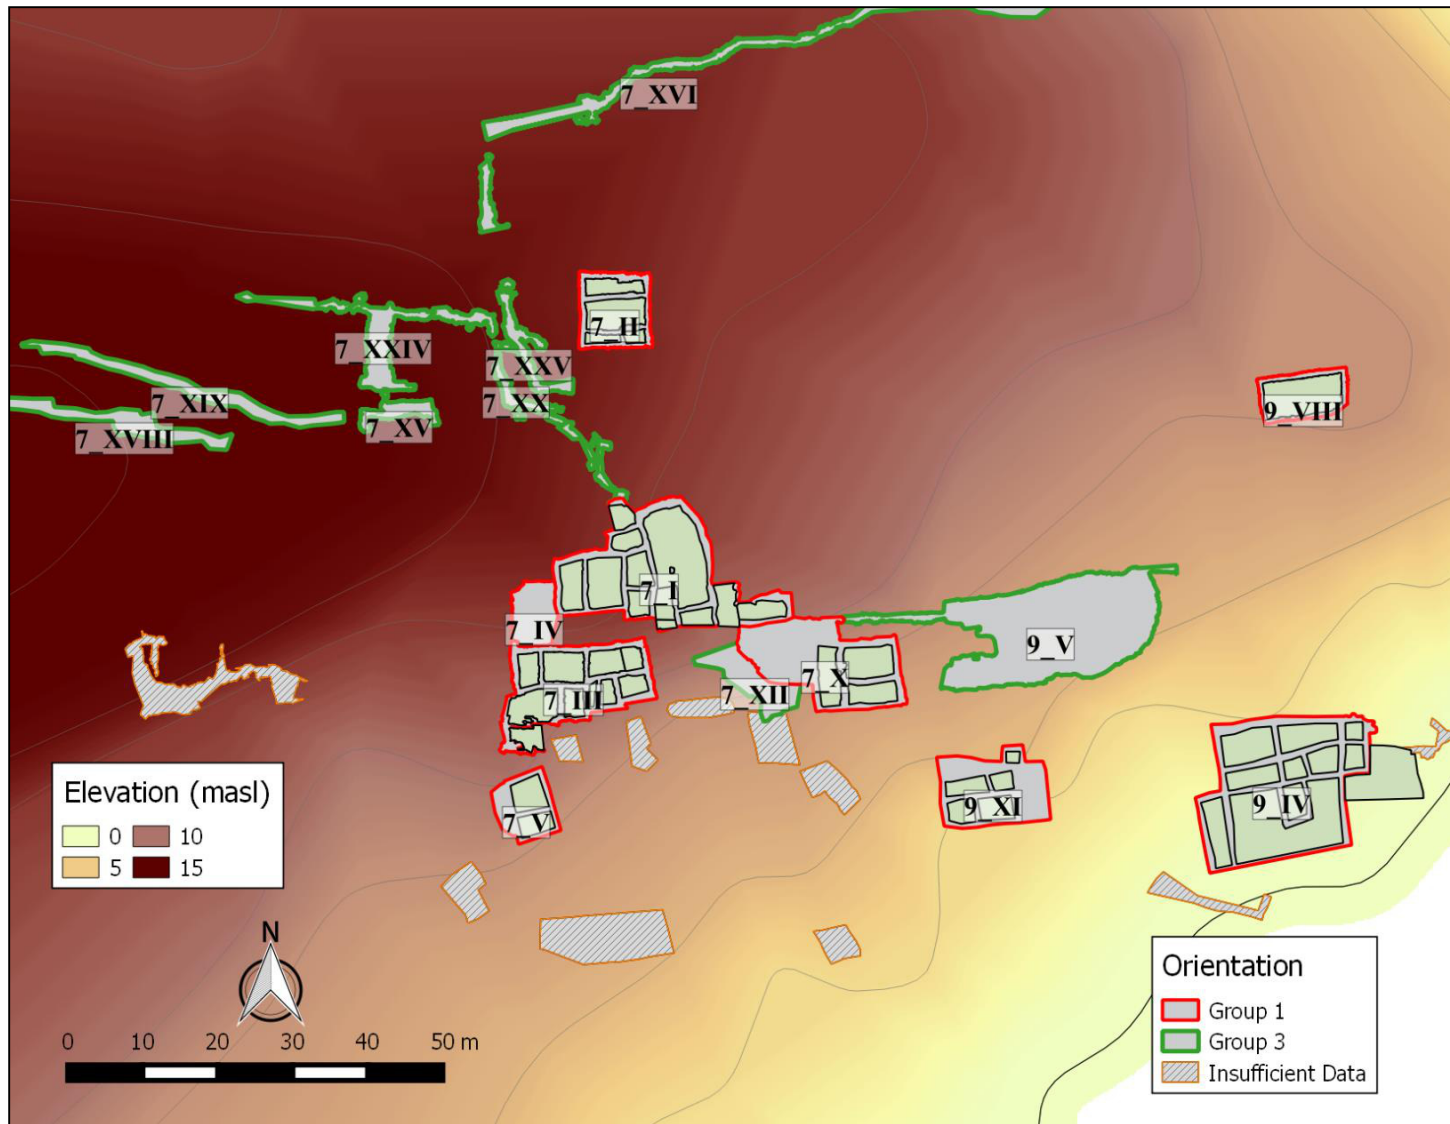 7_XVI
7_II
7_XXIV
7_XXV
7_XIX
7_XX
7_XV
7_XVIII
9_VIII
7_I
7_IV
9_V
7_X
7_XII
7_III
9_XI
9_IV
7_V
Elevation (masl)
0 10
5 15
N
0 10 20 30 40 50 m
Orientation
Group 1
Group 3
Insufficient Data